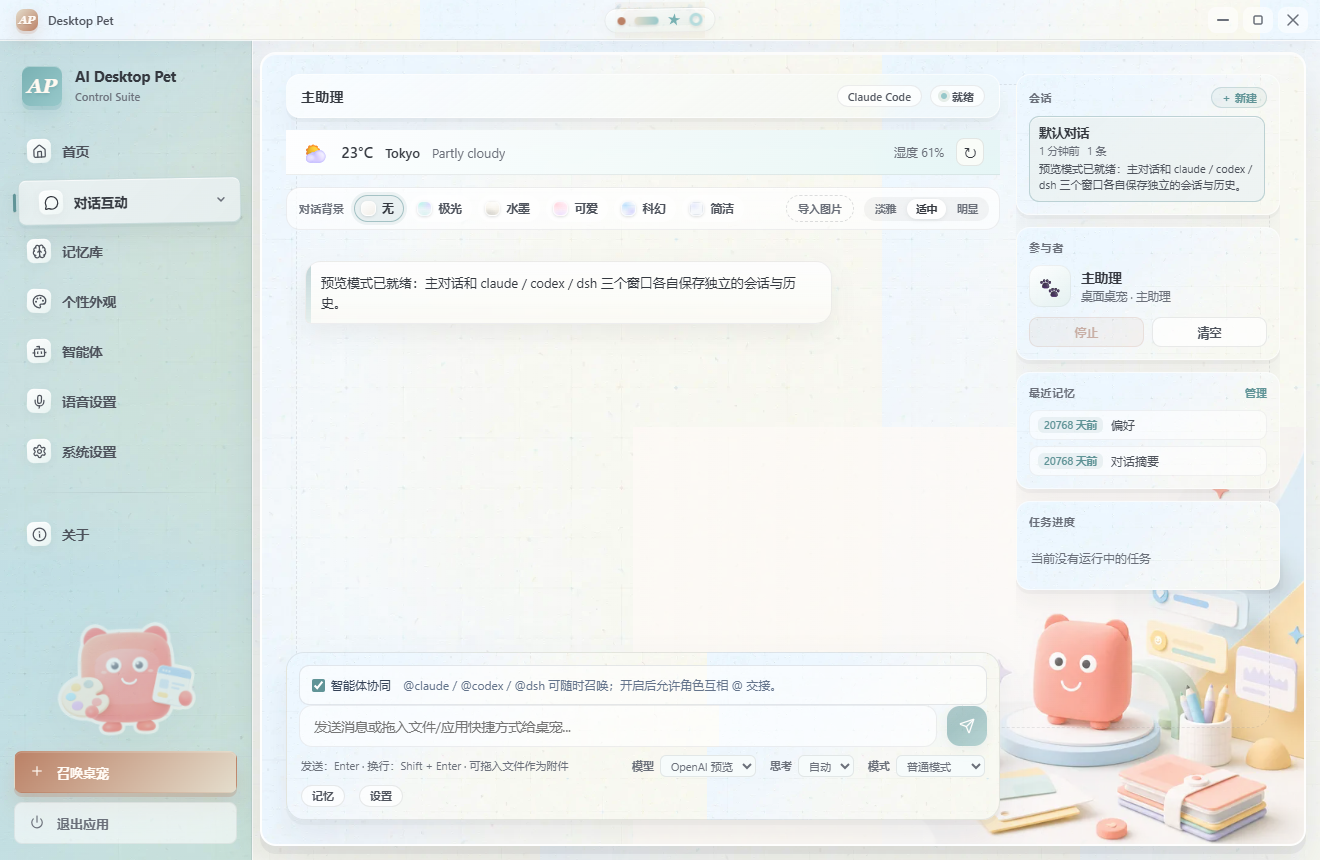 AP Desktop Pet
AP
AI Desktop Pet
Control Suite
首页
对话互动
记忆库
个性外观
智能体
语音设置
系统设置
关于
+ 召唤桌宠
退出应用
主助理
Claude Code
就绪
23°C Tokyo Partly cloudy
湿度 61%
对话背景 无 极光 水墨 可爱 科幻 简洁 导入图片 淡雅 适中 明显
预览模式已就绪：主对话和 claude / codex / dsh 三个窗口各自保存独立的会话与历
史。
智能体协同 @claude / @codex / @dsh 可随时召唤；开启后允许角色互相 @ 交接。
发送消息或拖入文件/应用快捷方式给桌宠...
发送：Enter · 换行：Shift + Enter · 可拖入文件作为附件
模型 OpenAI 预览 思考 自动 模式 普通模式
记忆 设置
会话 + 新建
默认对话
1 分钟前 1 条
预览模式已就绪：主对话和 claude / codex /
dsh 三个窗口各自保存独立的会话与历史。
参与者
主助理
桌面桌宠 · 主助理
停止 清空
最近记忆 管理
20768 天前 偏好
20768 天前 对话摘要
任务进度
当前没有运行中的任务